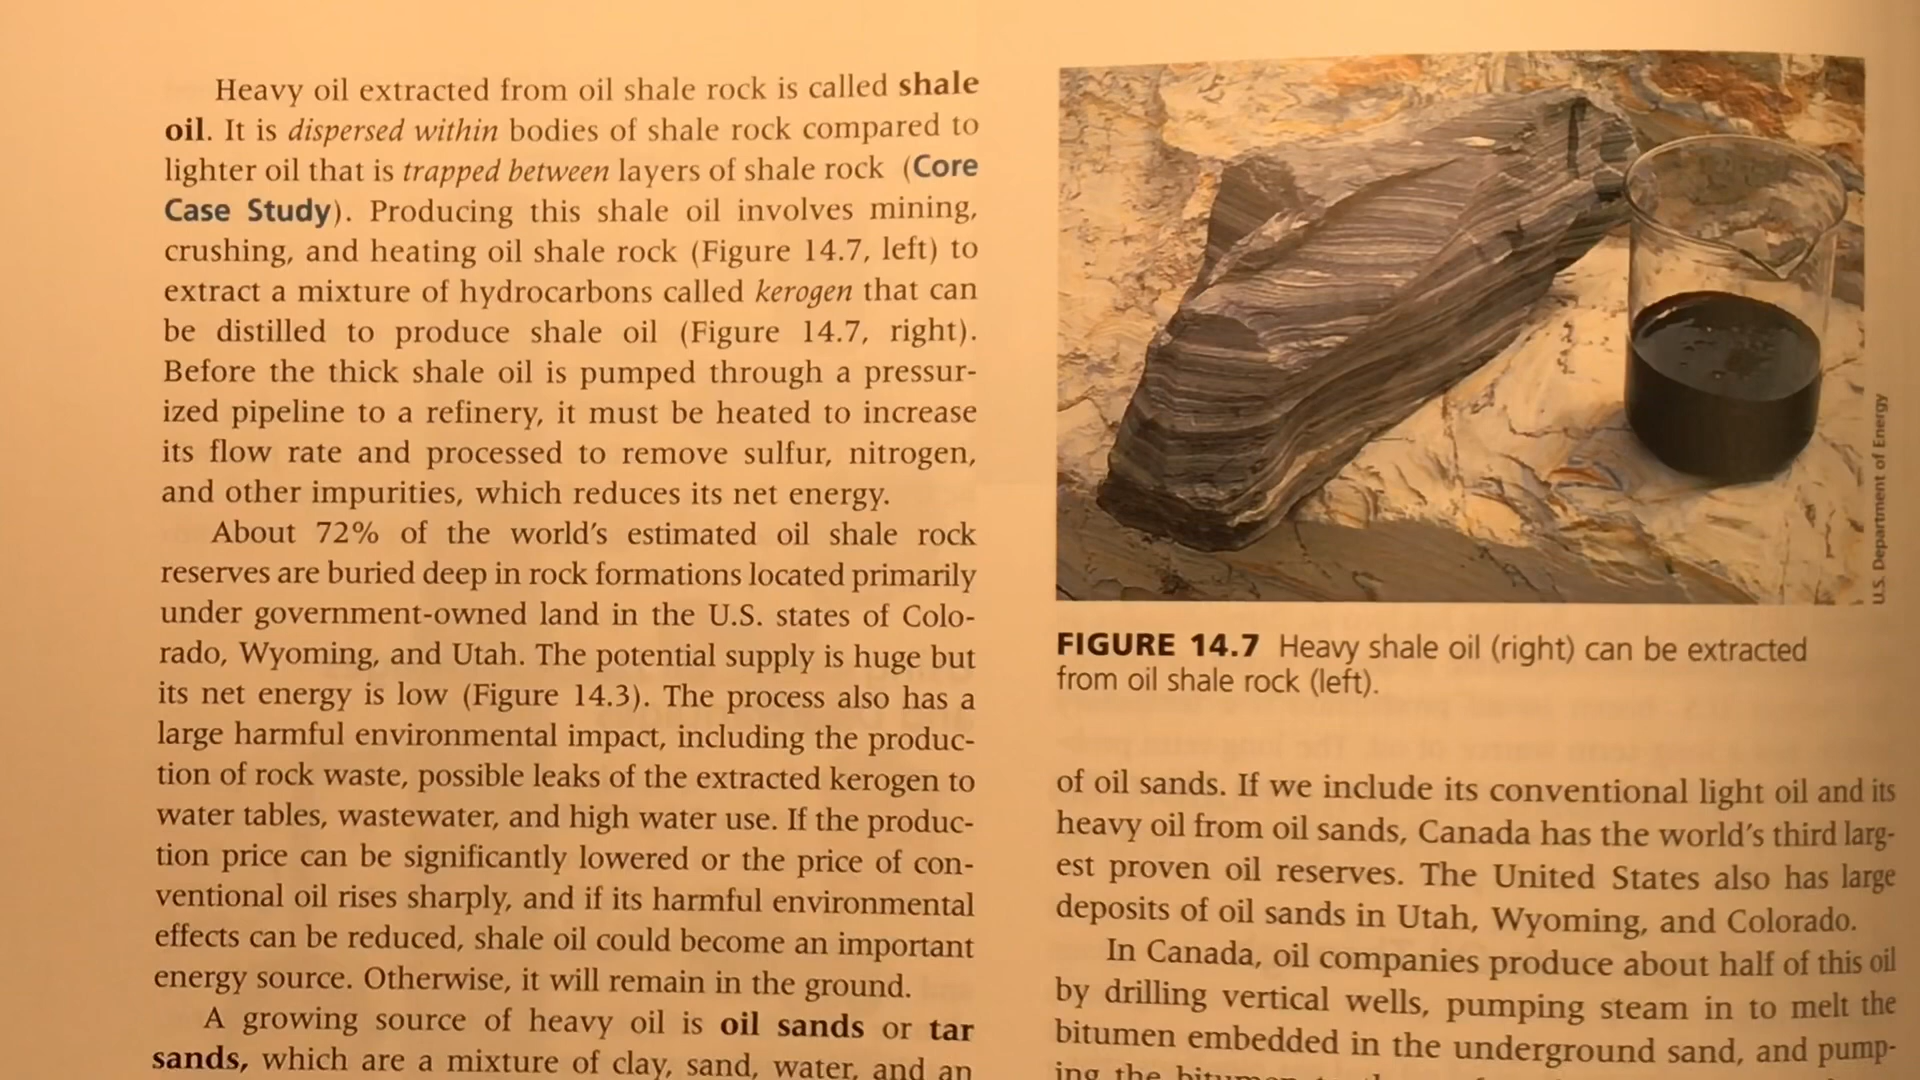 Heavy oil extracted from oil shale rock is called shale
oil. It is dispersed within bodies of shale rock compared to
lighter oil that is trapped between layers of shale rock (Core
Case Study). Producing this shale oil involves mining,
crushing, and heating oil shale rock (Figure 14.7, left) to
extract a mixture of hydrocarbons called kerogen that can
be distilled to produce shale oil (Figure 14.7, right).
Before the thick shale oil is pumped through a pressur-
ized pipeline to a refinery, it must be heated to increase
its flow rate and processed to remove sulfur, nitrogen,
and other impurities, which reduces its net energy.
About 72% of the world's estimated oil shale rock
reserves are buried deep in rock formations located primarily
under government-owned land in the U.S. states of Colo-
rado, Wyoming, and Utah. The potential supply is huge but
its net energy is low (Figure 14.3). The process also has a
large harmful environmental impact, including the produc-
tion of rock waste, possible leaks of the extracted kerogen to
water tables, wastewater, and high water use. If the produc-
tion price can be significantly lowered or the price of con-
ventional oil rises sharply, and if its harmful environmental
effects can be reduced, shale oil could become an important
energy source. Otherwise, it will remain in the ground.
A growing source of heavy oil is oil sands or tar
sands, which are a mixture of clay, sand, water, and an
U.S. Department of Energy
FIGURE 14.7 Heavy shale oil (right) can be extracted
from oil shale rock (left).
of oil sands. If we include its conventional light oil and its
heavy oil from oil sands, Canada has the world's third larg-
est proven oil reserves. The United States also has large
deposits of oil sands in Utah, Wyoming, and Colorado.
In Canada, oil companies produce about half of this oil
by drilling vertical wells, pumping steam in to melt the
bitumen embedded in the underground sand, and pump-
ing the bitumen